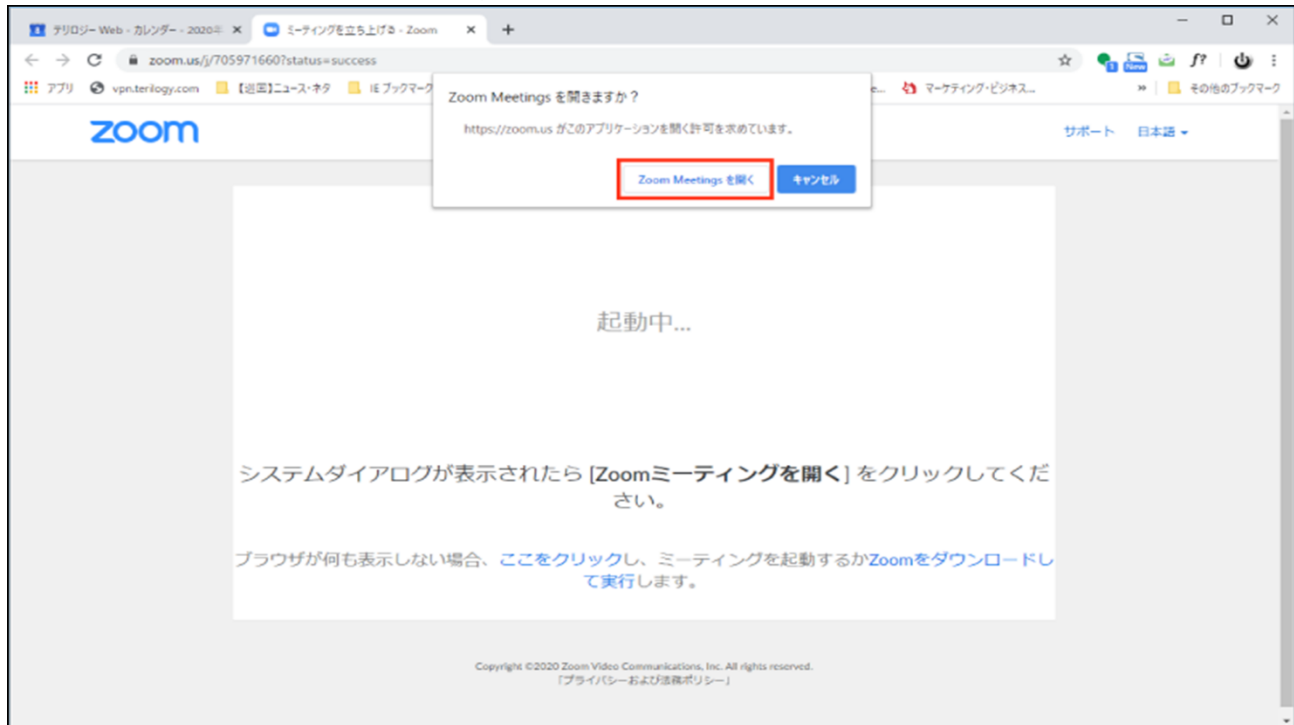 テリロジー Web - カレンダー - 2020年
ミーティングを立ち上げる - Zoom
zoom.us/j/705971660?status=success
New
f?
アプリ
vpn.terilogy.com
【巡回】ニュース・ネタ
IE ブックマーク
e...
マーケティング・ビジネス...
»
その他のブックマーク
Zoom Meetings を開きますか？
https://zoom.us がこのアプリケーションを開く許可を求めています。
Zoom Meetings を開く
キャンセル
zoom
サポート
日本語
起動中...
システムダイアログが表示されたら [Zoomミーティングを開く] をクリックしてくだ
さい。
ブラウザが何も表示しない場合、ここをクリックし、ミーティングを起動するかZoomをダウンロードし
て実行します。
Copyright ©2020 Zoom Video Communications, Inc. All rights reserved.
「プライバシーおよび法務ポリシー」